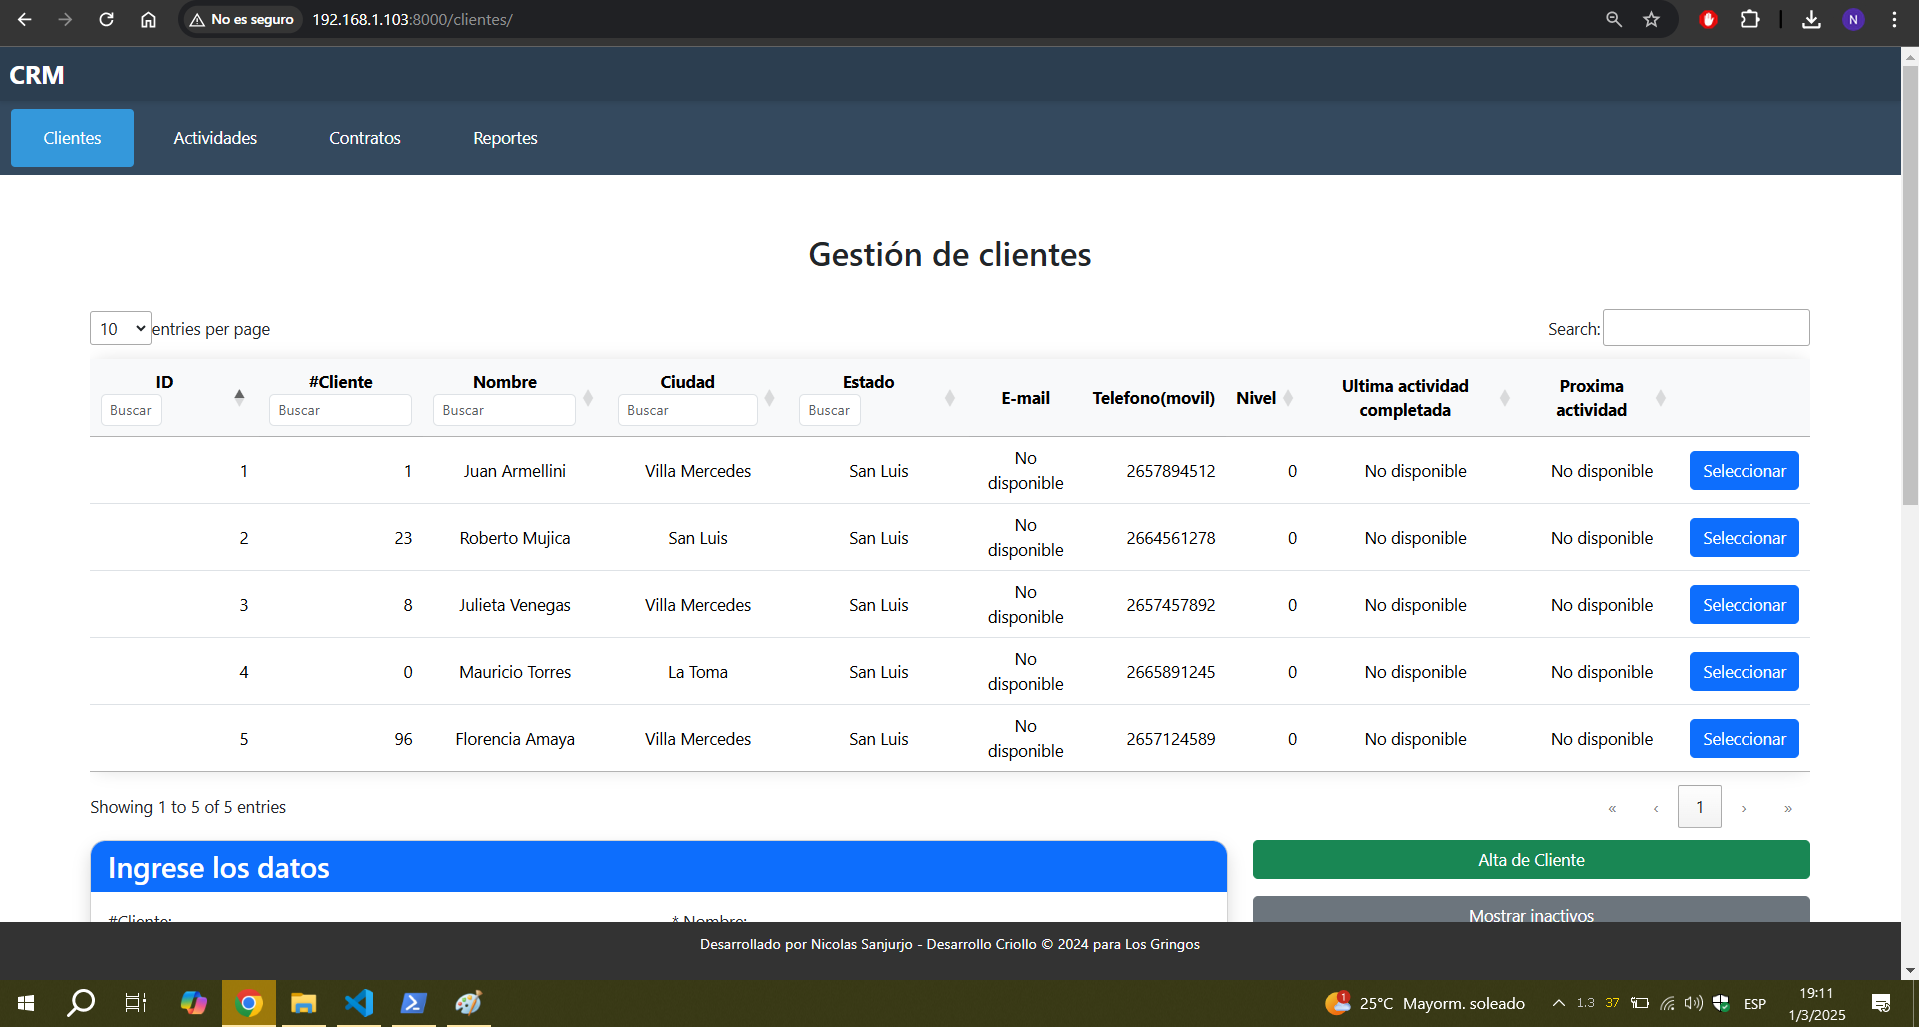 No es seguro 192.168.1.103:8000/clientes/ N
CRM
Clientes Actividades Contratos Reportes
Gestión de clientes
10 entries per page Search:
ID #Cliente Nombre Ciudad Estado E-mail Telefono(movil) Nivel Ultima actividad completada Proxima actividad
Buscar Buscar Buscar Buscar Buscar
1 1 Juan Armellini Villa Mercedes San Luis No disponible 2657894512 0 No disponible No disponible Seleccionar
2 23 Roberto Mujica San Luis San Luis No disponible 2664561278 0 No disponible No disponible Seleccionar
3 8 Julieta Venegas Villa Mercedes San Luis No disponible 2657457892 0 No disponible No disponible Seleccionar
4 0 Mauricio Torres La Toma San Luis No disponible 2665891245 0 No disponible No disponible Seleccionar
5 96 Florencia Amaya Villa Mercedes San Luis No disponible 2657124589 0 No disponible No disponible Seleccionar
Showing 1 to 5 of 5 entries « ‹ 1 › »
Ingrese los datos Alta de Cliente
#Cliente: * Nombre: Mostrar inactivos
Desarrollado por Nicolas Sanjurjo - Desarrollo Criollo © 2024 para Los Gringos
1 25°C Mayorm. soleado 1.3 37 ESP 19:11
1/3/2025